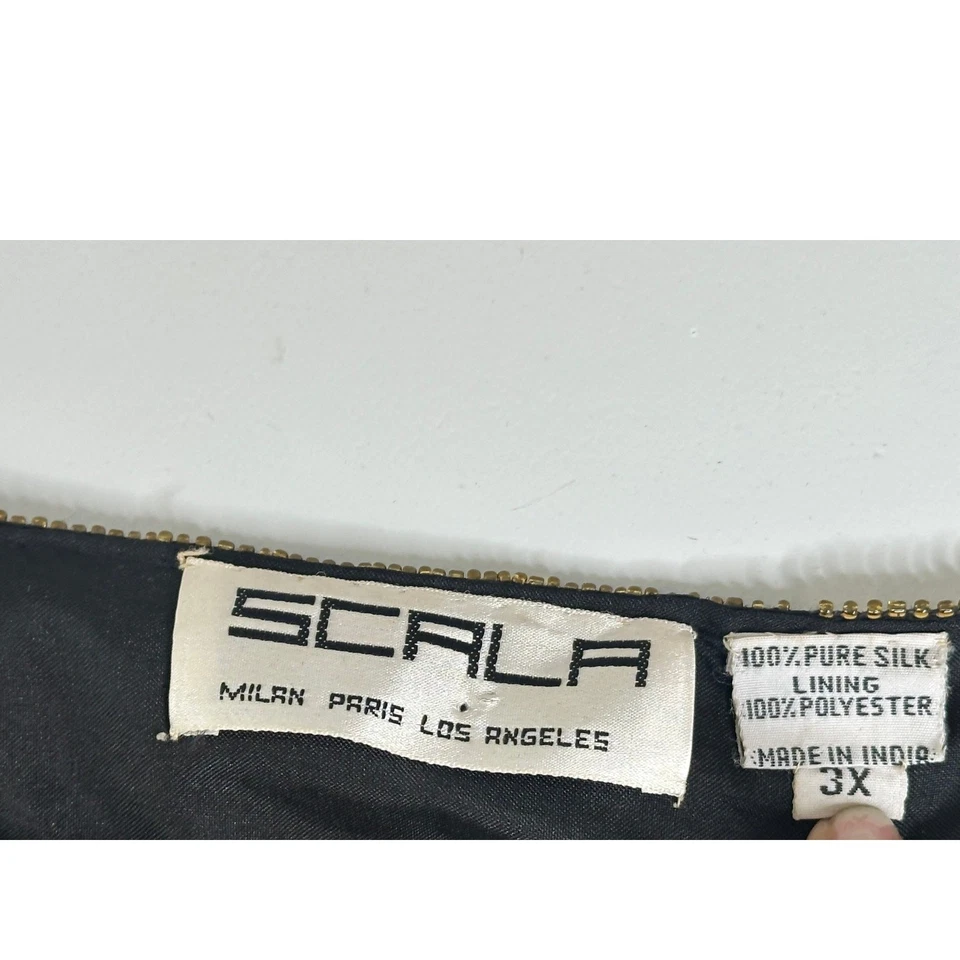 SCALA
MILAN PARIS LOS ANGELES
100% PURE SILK
LINING
100% POLYESTER
MADE IN INDIA
3X